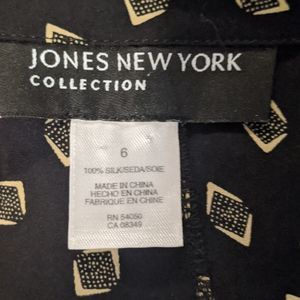 JONES NEW YORK
COLLECTION
6
100% SILK/SEDA/SOIE
MADE IN CHINA
HECHO EN CHINA
FABRIQUE EN CHINE
RN 54050
CA 08349